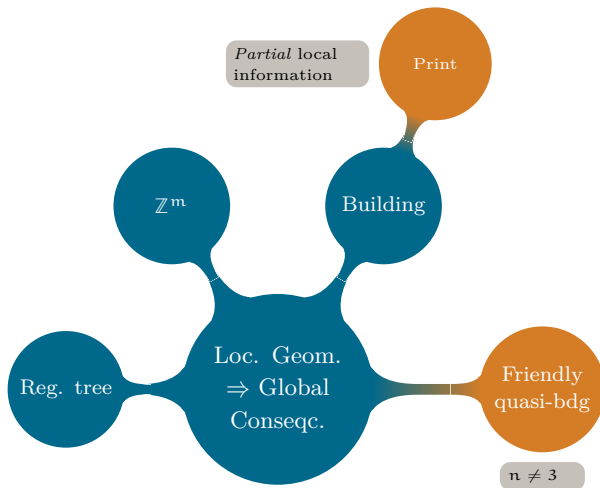 Partial local
information
Print
ℤᵐ
Building
Reg. tree
Loc. Geom.
⇒ Global
Conseqc.
Friendly
quasi-bdg
n ≠ 3